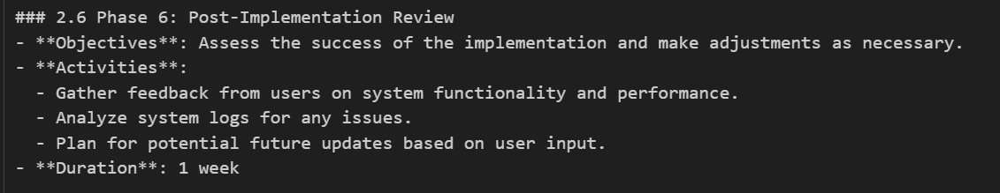 ### 2.6 Phase 6: Post-Implementation Review
- **Objectives**: Assess the success of the implementation and make adjustments as necessary.
- **Activities**:
  - Gather feedback from users on system functionality and performance.
  - Analyze system logs for any issues.
  - Plan for potential future updates based on user input.
- **Duration**: 1 week